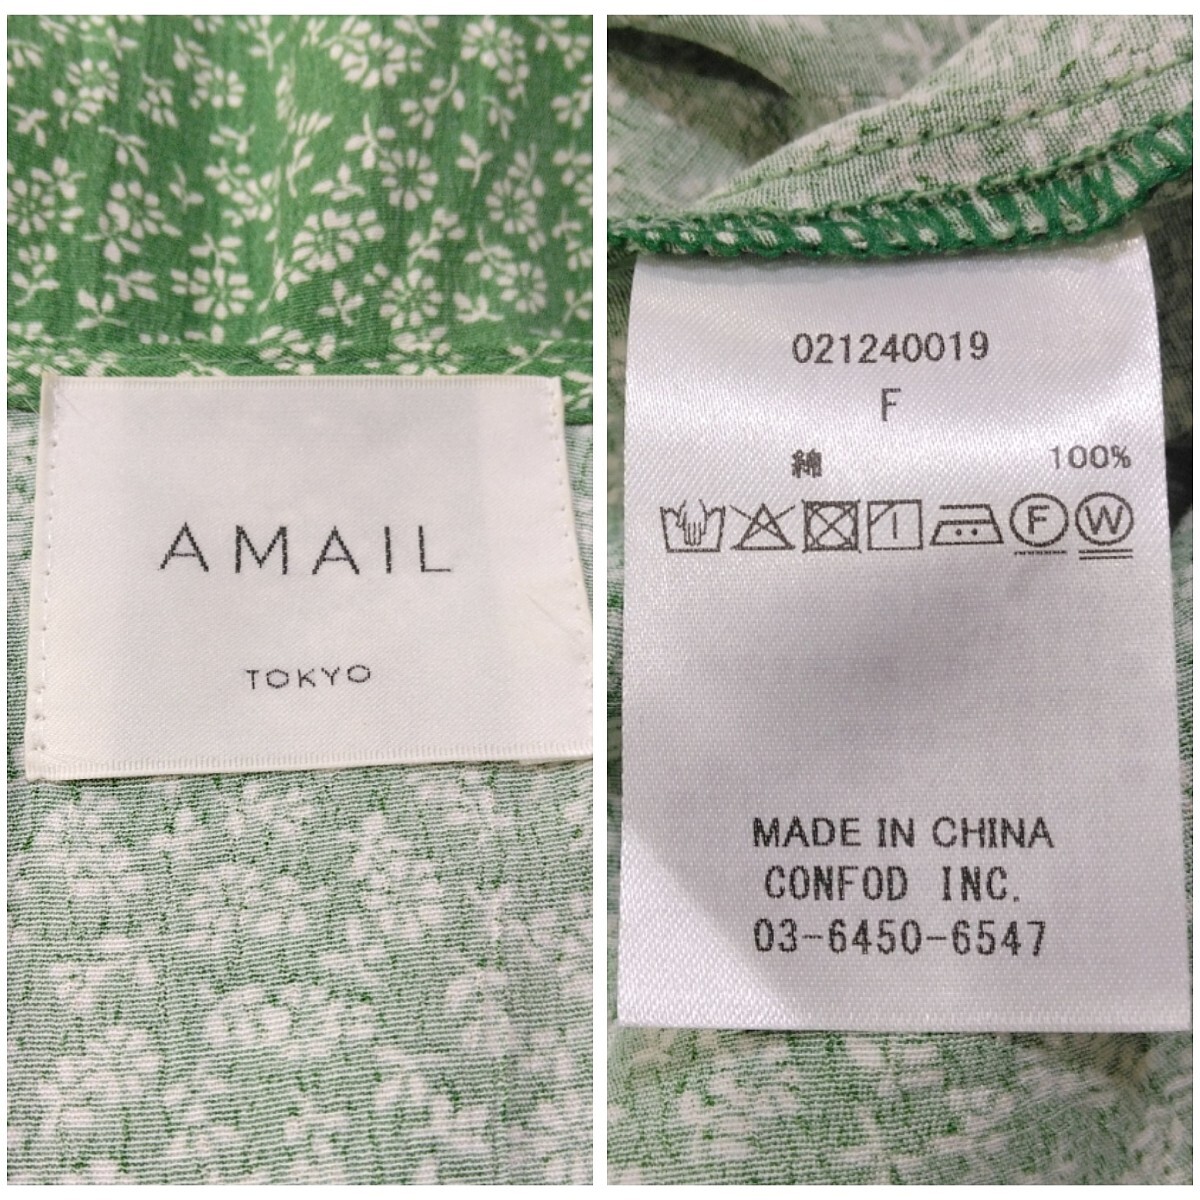 AMAIL
TOKYO
021240019
F
綿 100%
F W
MADE IN CHINA
CONFOD INC.
03-6450-6547